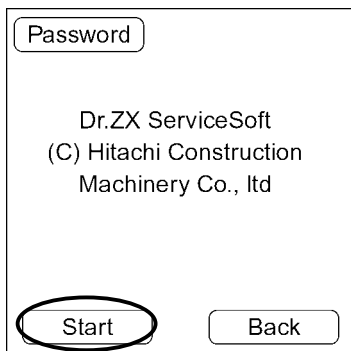 Password
Dr.ZX ServiceSoft
(C) Hitachi Construction
Machinery Co., ltd
Start
Back